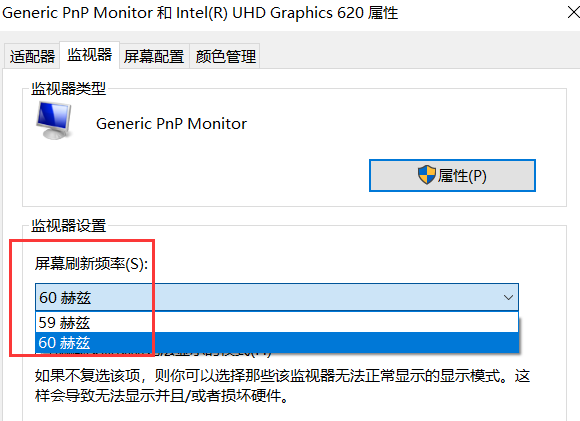 Generic PnP Monitor 和 Intel(R) UHD Graphics 620 属性
适配器 监视器 屏幕配置 颜色管理
监视器类型
Generic PnP Monitor
属性(P)
监视器设置
屏幕刷新频率(S):
60 赫兹
59 赫兹
60 赫兹
如果不复选该项，则你可以选择那些该监视器无法正常显示的显示模式。这
样会导致无法显示并且/或者损坏硬件。